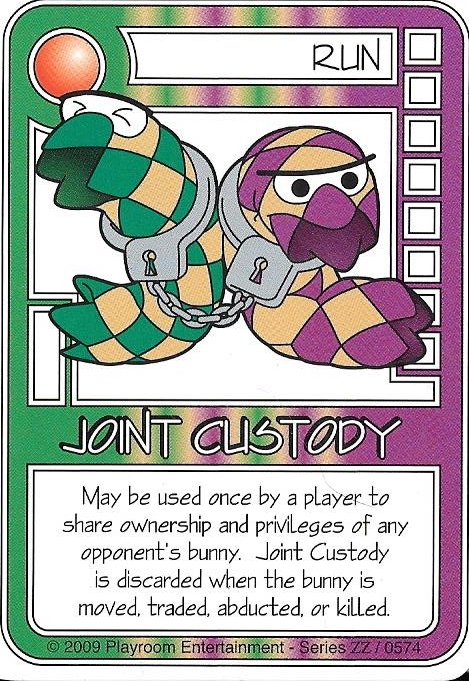 RUN
JOINT CUSTODY
May be used once by a player to
share ownership and privileges of any
opponent's bunny. Joint Custody
is discarded when the bunny is
moved, traded, abducted, or killed.
© 2009 Playroom Entertainment - Series ZZ / 0574